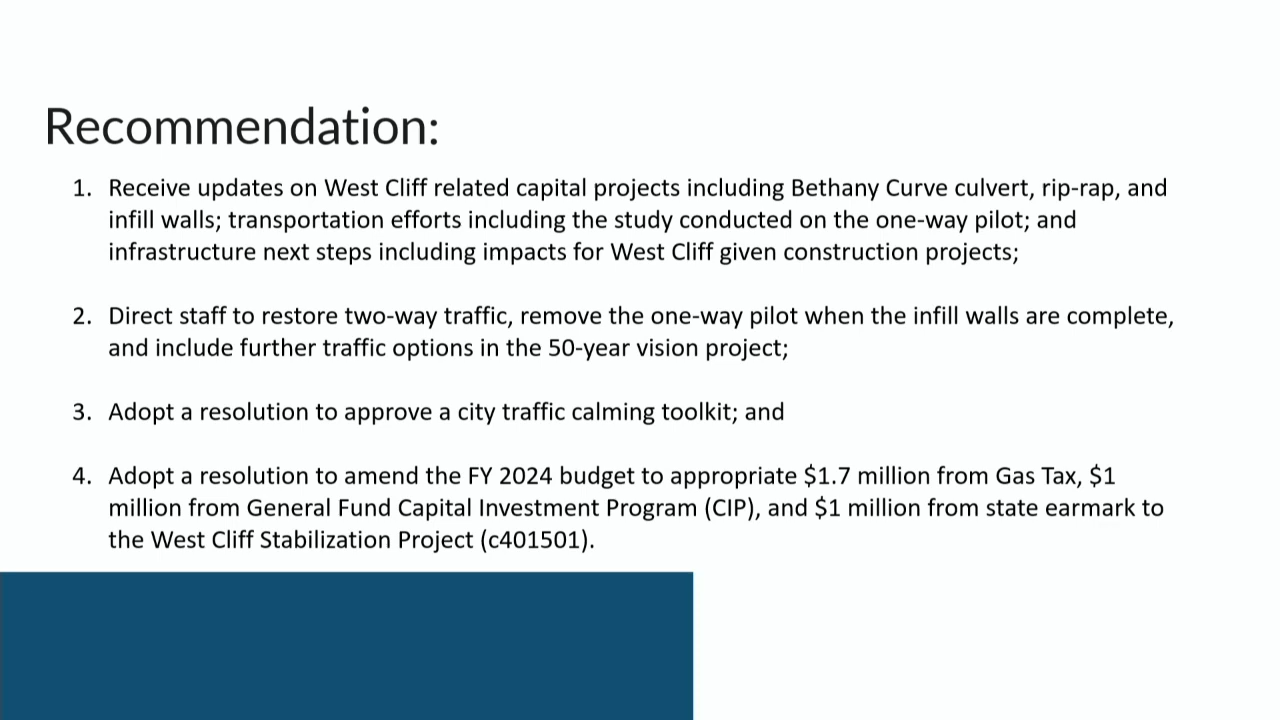 Recommendation:
1. Receive updates on West Cliff related capital projects including Bethany Curve culvert, rip-rap, and
infill walls; transportation efforts including the study conducted on the one-way pilot; and
infrastructure next steps including impacts for West Cliff given construction projects;
2. Direct staff to restore two-way traffic, remove the one-way pilot when the infill walls are complete,
and include further traffic options in the 50-year vision project;
3. Adopt a resolution to approve a city traffic calming toolkit; and
4. Adopt a resolution to amend the FY 2024 budget to appropriate $1.7 million from Gas Tax, $1
million from General Fund Capital Investment Program (CIP), and $1 million from state earmark to
the West Cliff Stabilization Project (c401501).